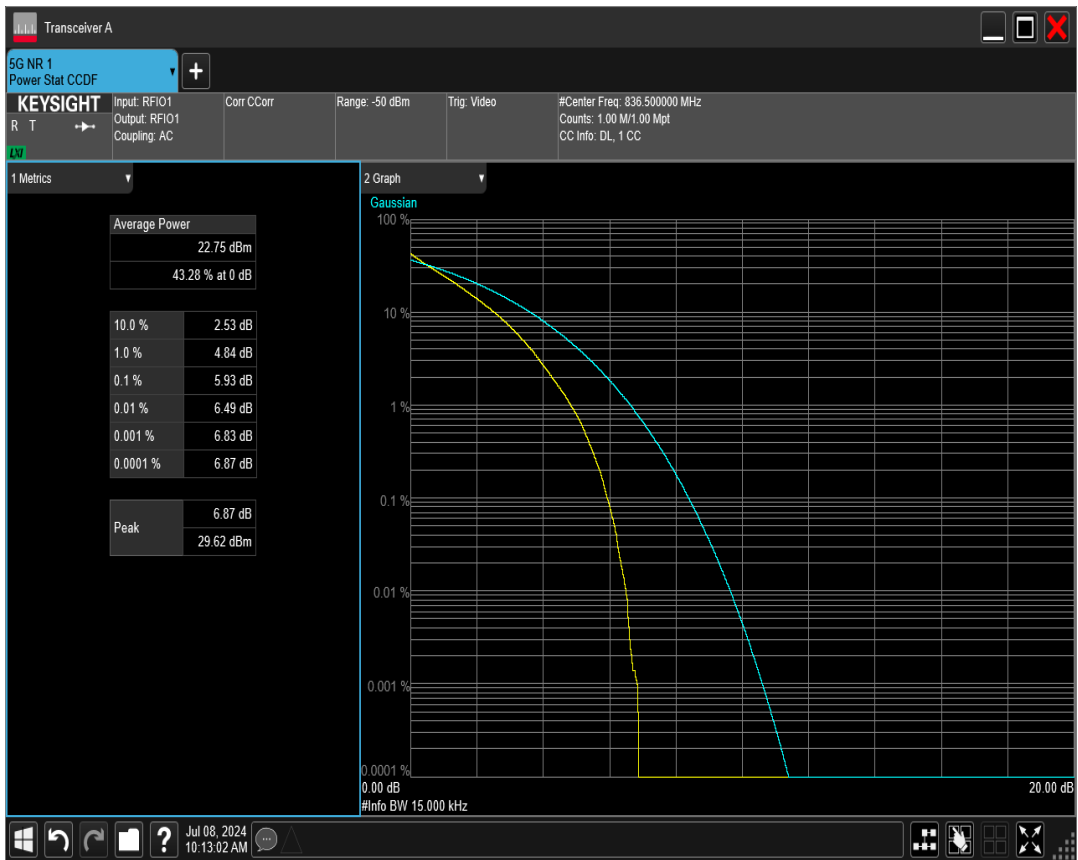 Transceiver A
5G NR 1
Power Stat CCDF
KEYSIGHT
R T
LXI
Input: RFIO1
Output: RFIO1
Coupling: AC
Corr CCorr
Range: -50 dBm
Trig: Video
#Center Freq: 836.500000 MHz
Counts: 1.00 M/1.00 Mpt
CC Info: DL, 1 CC
1 Metrics
Average Power
22.75 dBm
43.28 % at 0 dB
10.0 % 2.53 dB
1.0 % 4.84 dB
0.1 % 5.93 dB
0.01 % 6.49 dB
0.001 % 6.83 dB
0.0001 % 6.87 dB
Peak
6.87 dB
29.62 dBm
2 Graph
Gaussian
100 %
10 %
1 %
0.1 %
0.01 %
0.001 %
0.0001 %
0.00 dB 20.00 dB
#Info BW 15.000 kHz
?
Jul 08, 2024
10:13:02 AM